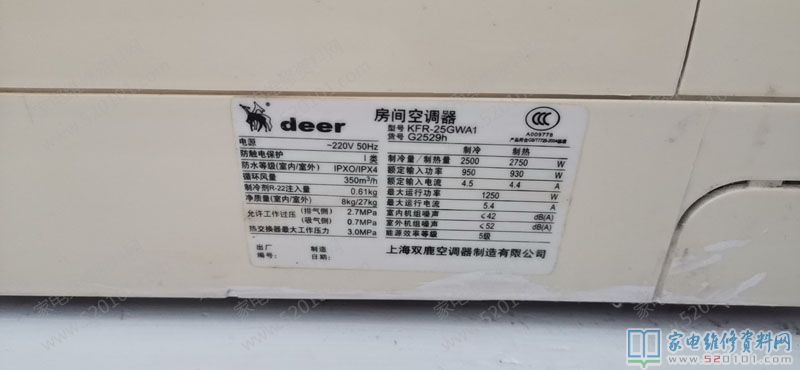 deer
房间空调器
型号 KFR-25GWA1
货号 G2529h
CCC
A009778
电源 ~220V 50Hz
防触电保护 I 类
防水等级(室内/室外) IPX0/IPX4
循环风量 350m³/h
制冷剂R-22注入量 0.61kg
净质量(室内/室外) 8kg/27kg
允许工作过压 (排气侧) 2.7MPa
(吸气侧) 0.7MPa
热交换器最大工作压力 3.0MPa
出厂编号: 制造日期:
制冷 制热
制冷量/制热量 2500 2750 W
额定输入功率 950 930 W
额定输入电流 4.5 4.4 A
最大运行功率 1250 W
最大运行电流 5.4 A
室内机组噪声 ≤42 dB(A)
室外机组噪声 ≤52 dB(A)
能源效率等级 5级
上海双鹿空调器制造有限公司
家电维修资料网
www.520101.com